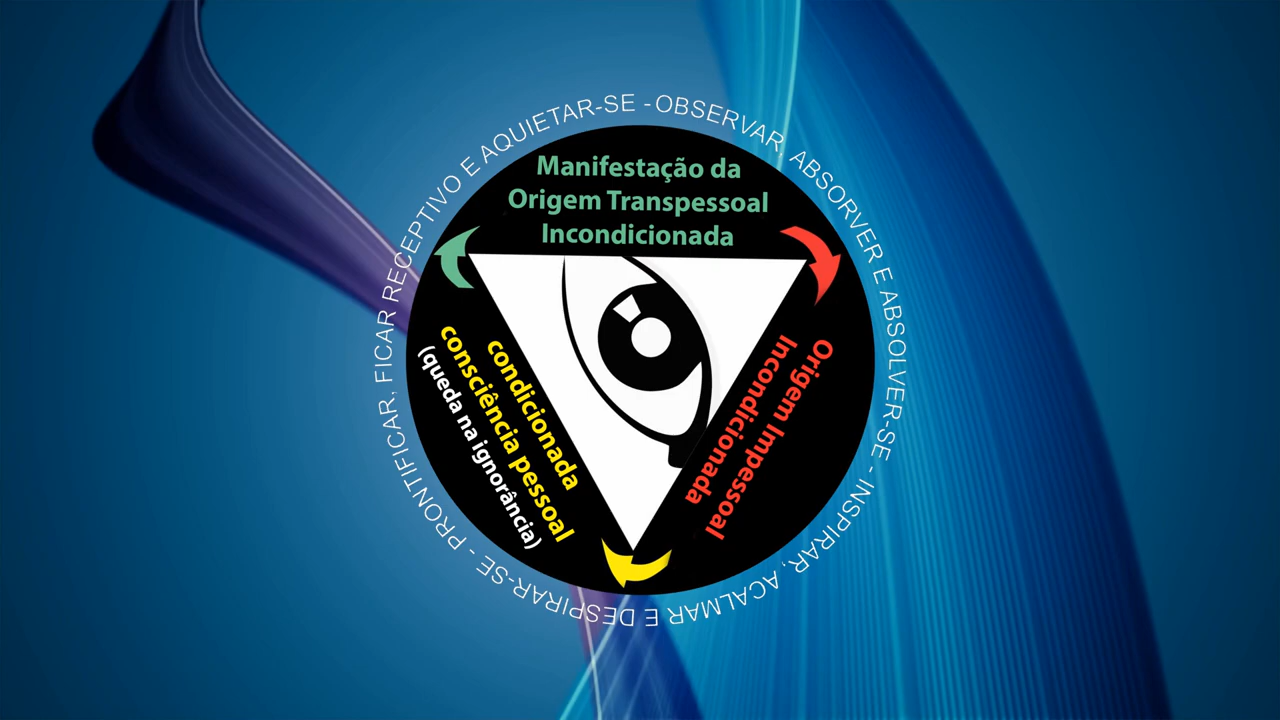 OBSERVAR, ABSORVER E ABSOLVER-SE - INSPIRAR, ACALMAR E DESPIRAR-SE - PRONTIFICAR, FICAR RECEPTIVO E AQUIETAR-SE -
Manifestação da
Origem Transpessoal
Incondicionada
Origem Impessoal
Incondicionada
condicionada
consciência pessoal
(queda na ignorância)